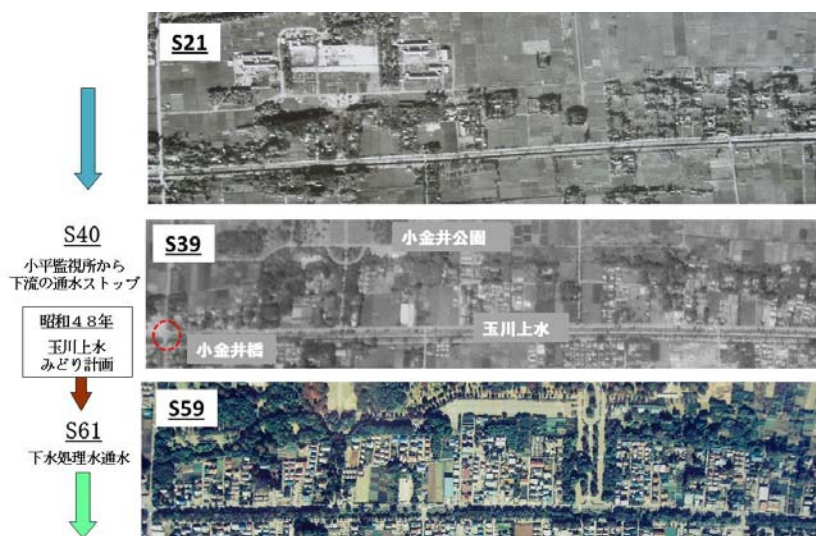 S21
S40
小平監視所から
下流の通水ストップ
昭和４８年
玉川上水
みどり計画
S61
下水処理水通水
S39
小金井公園
玉川上水
小金井橋
S59